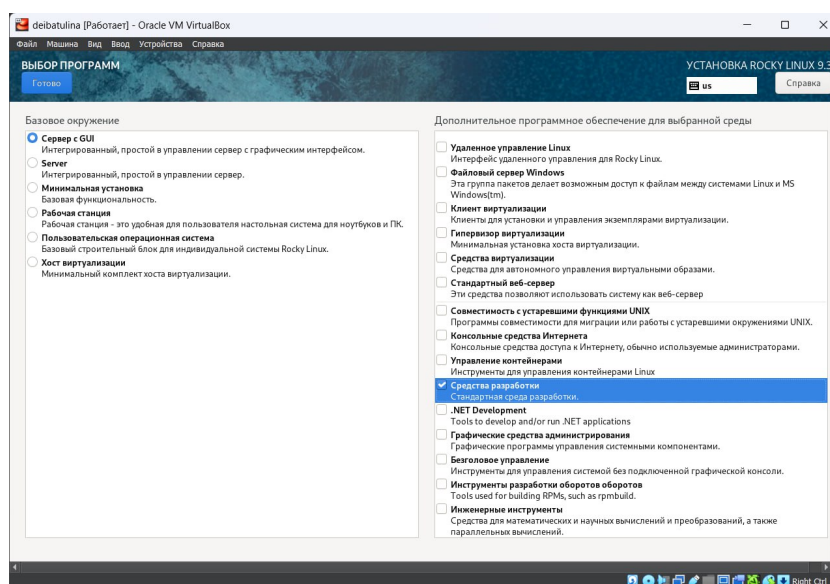 deibatulina [Работает] - Oracle VM VirtualBox
Файл Машина Вид Ввод Устройства Справка
ВЫБОР ПРОГРАММ
Готово
УСТАНОВКА ROCKY LINUX 9.3
us
Справка
Базовое окружение
Сервер с GUI
Интегрированный, простой в управлении сервер с графическим интерфейсом.
Server
Интегрированный, простой в управлении сервер.
Минимальная установка
Базовая функциональность.
Рабочая станция
Рабочая станция - это удобная для пользователя настольная система для ноутбуков и ПК.
Пользовательская операционная система
Базовый строительный блок для индивидуальной системы Rocky Linux.
Хост виртуализации
Минимальный комплект хоста виртуализации.
Дополнительное программное обеспечение для выбранной среды
Удаленное управление Linux
Интерфейс удаленного управления для Rocky Linux.
Файловый сервер Windows
Эта группа пакетов делает возможным доступ к файлам между системами Linux и MS
Windows(tm).
Клиент виртуализации
Клиенты для установки и управления экземплярами виртуализации.
Гипервизор виртуализации
Минимальная установка хоста виртуализации.
Средства виртуализации
Средства для автономного управления виртуальными образами.
Стандартный веб-сервер
Эти средства позволяют использовать систему как веб-сервер
Совместимость с устаревшими функциями UNIX
Программы совместимости для миграции или работы с устаревшими окружениями UNIX.
Консольные средства Интернета
Консольные средства доступа к Интернету, обычно используемые администраторами.
Управление контейнерами
Инструменты для управления контейнерами Linux
Средства разработки
Стандартная среда разработки.
.NET Development
Tools to develop and/or run .NET applications
Графические средства администрирования
Графические программы управления системными компонентами.
Безголовое управление
Инструменты для управления системой без подключенной графической консоли.
Инструменты разработки оборотов оборотов
Tools used for building RPMs, such as rpmbuild.
Инженерные инструменты
Средства для математических и научных вычислений и преобразований, а также
параллельных вычислений.
Right Ctrl